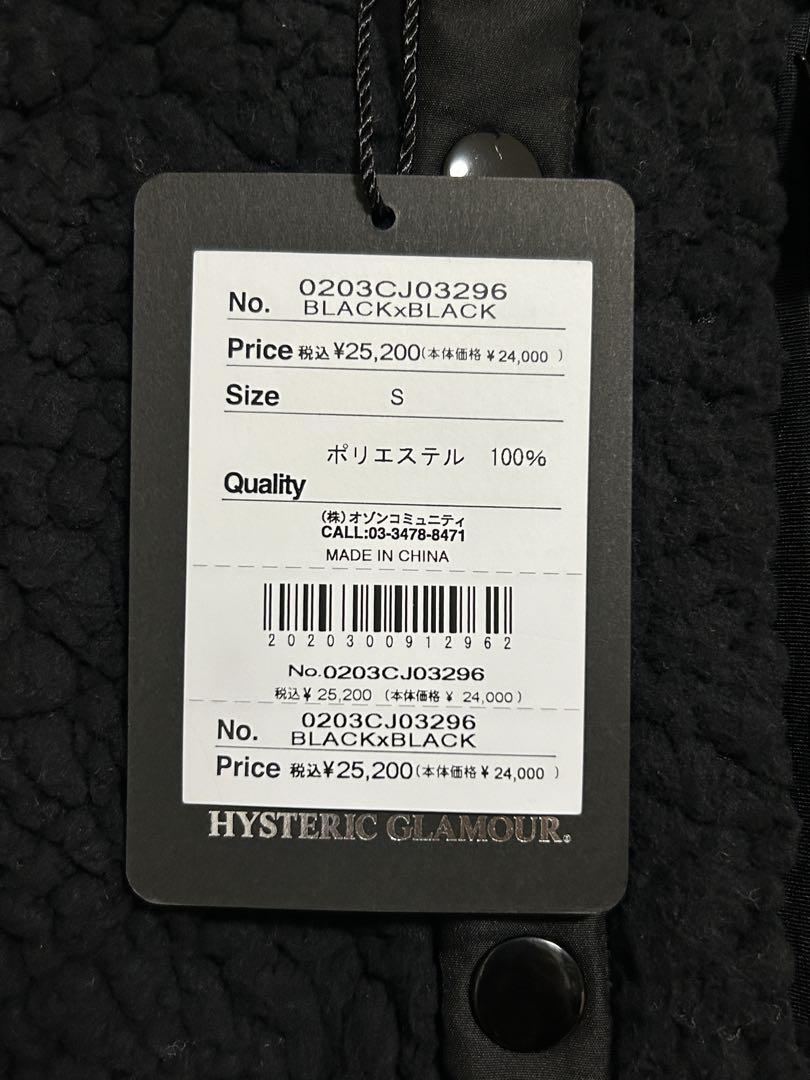 No. 0203CJ03296
BLACKxBLACK
Price 税込¥25,200(本体価格¥24,000 )
Size S
ポリエステル 100%
Quality
(株)オゾンコミュニティ
CALL:03-3478-8471
MADE IN CHINA
2020300912962
No.0203CJ03296
税込¥ 25,200 (本体価格¥ 24,000)
No. 0203CJ03296
BLACKxBLACK
Price 税込¥25,200(本体価格¥24,000 )
HYSTERIC GLAMOUR®